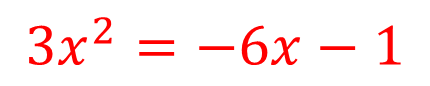 3x² = −6x − 1